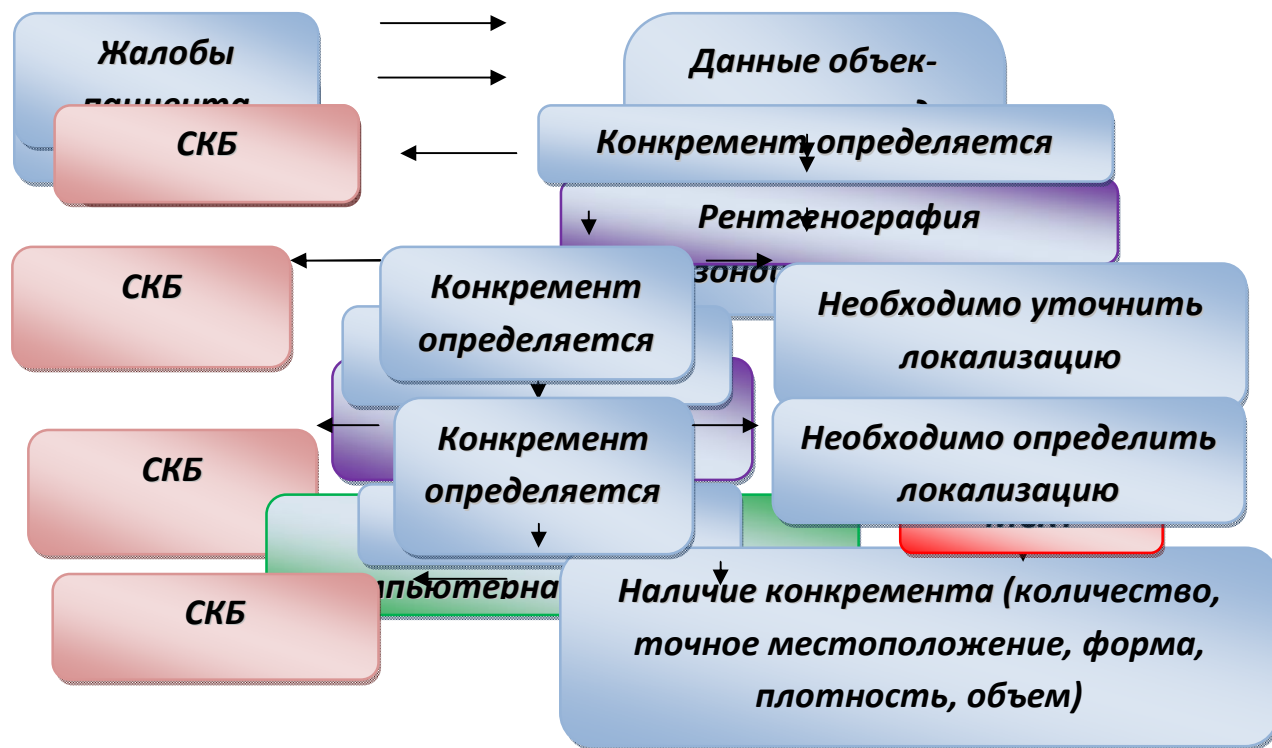 Жалобы
пациента
Данные объек-
СКБ
Конкремент определяется
Рентгенография
СКБ
Конкремент
определяется
Необходимо уточнить
локализацию
СКБ
Конкремент
определяется
Необходимо определить
локализацию
СКБ
Наличие конкремента (количество,
точное местоположение, форма,
плотность, объем)